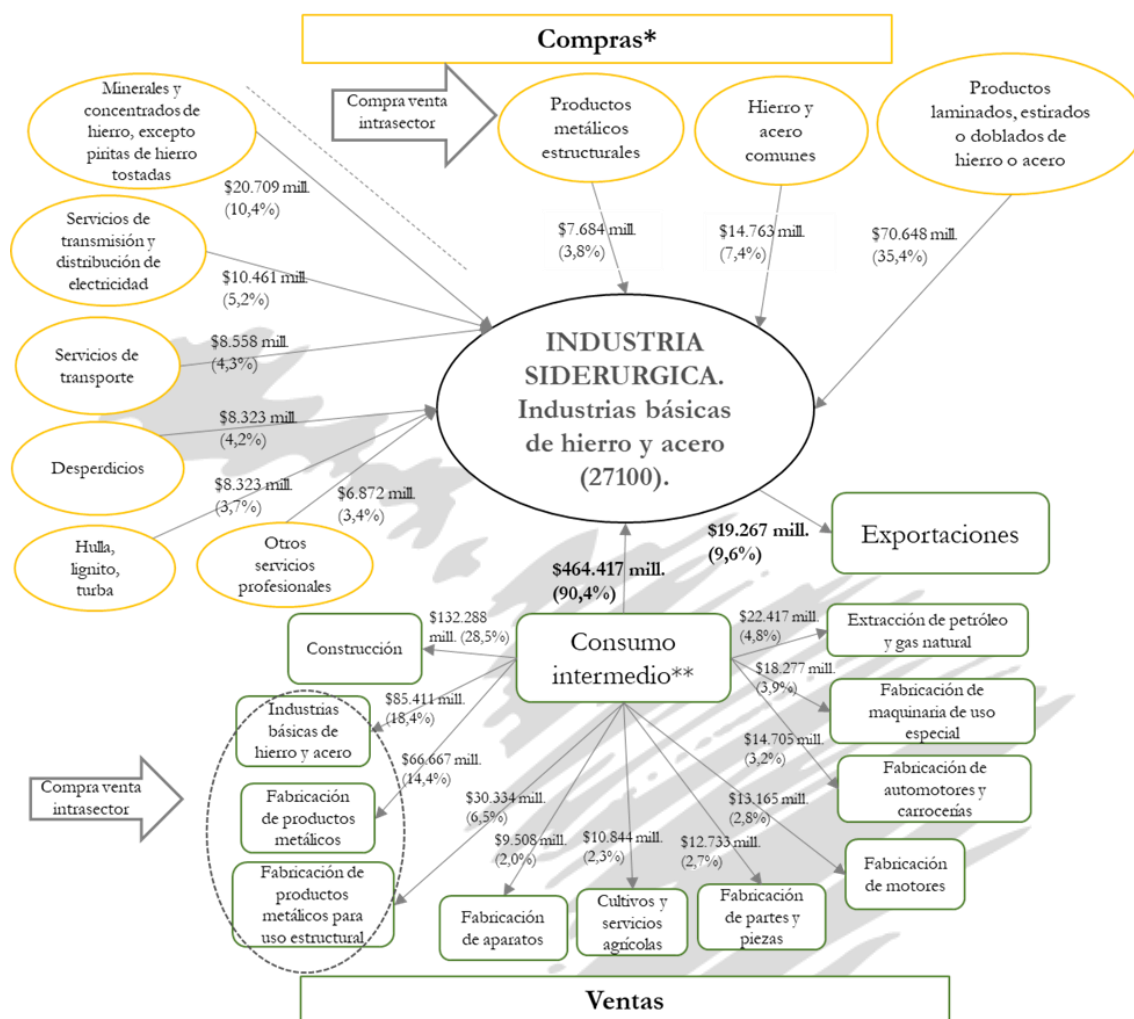 Compras*
Minerales y
concentrados de
hierro, excepto
piritas de hierro
tostadas
Compra venta
intrasector
Productos
metálicos
estructurales
Hierro y
acero
comunes
Productos
laminados, estirados
o doblados de
hierro o acero
$20.709 mill.
(10,4%)
$7.684 mill.
(3,8%)
$14.763 mill.
(7,4%)
$70.648 mill.
(35,4%)
Servicios de
transmisión y
distribución de
electricidad
$10.461 mill.
(5,2%)
Servicios de
transporte
$8.558 mill.
(4,3%)
INDUSTRIA
SIDERURGICA.
Industrias básicas
de hierro y acero
(27100).
Desperdicios
$8.323 mill.
(4,2%)
Hulla,
lignito,
turba
$8.323 mill.
(3,7%)
Otros
servicios
profesionales
$6.872 mill.
(3,4%)
$19.267 mill.
(9,6%)
Exportaciones
$464.417 mill.
(90,4%)
Consumo
intermedio**
Construcción
$132.288
mill. (28,5%)
$22.417 mill.
(4,8%)
Extracción de petróleo
y gas natural
Industrias
básicas de
hierro y acero
$85.411 mill.
(18,4%)
$18.277 mill.
(3,9%)
Fabricación de
maquinaria de uso
especial
Compra venta
intrasector
Fabricación
de productos
metálicos
$66.667 mill.
(14,4%)
$14.705 mill.
(3,2%)
Fabricación de
automotores y
carrocerías
Fabricación de
productos
metálicos para
uso estructural
$30.334 mill.
(6,5%)
$9.508 mill.
(2,0%)
Fabricación
de aparatos
$10.844 mill.
(2,3%)
Cultivos y
servicios
agrícolas
$12.733 mill.
(2,7%)
Fabricación
de partes y
piezas
$13.165 mill.
(2,8%)
Fabricación
de motores
Ventas